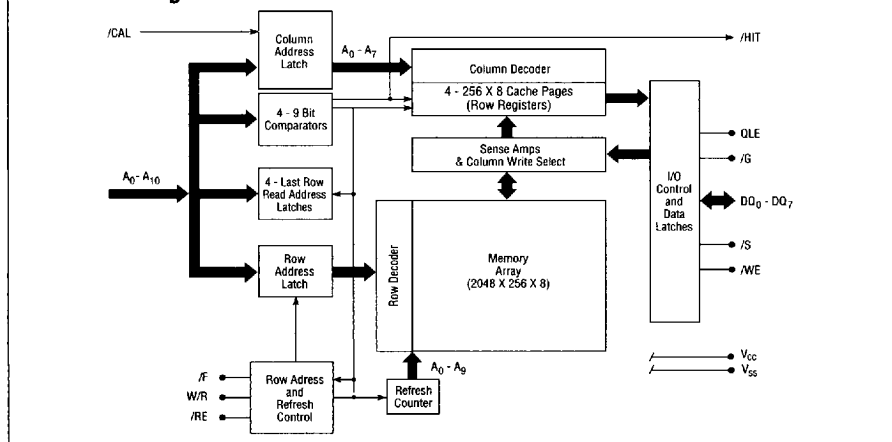 /CAL
Column
Address
Latch
A0 - A7
/HIT
Column Decoder
4 - 256 X 8 Cache Pages
(Row Registers)
4 - 9 Bit
Comparators
Sense Amps
& Column Write Select
QLE
/G
A0 - A10
4 - Last Row
Read Address
Latches
I/O
Control
and
Data
Latches
DQ0 - DQ7
/S
/WE
Row
Address
Latch
Row Decoder
Memory
Array
(2048 X 256 X 8)
A0 - A9
VCC
VSS
/F
W/R
/RE
Row Adress
and
Refresh
Control
Refresh
Counter